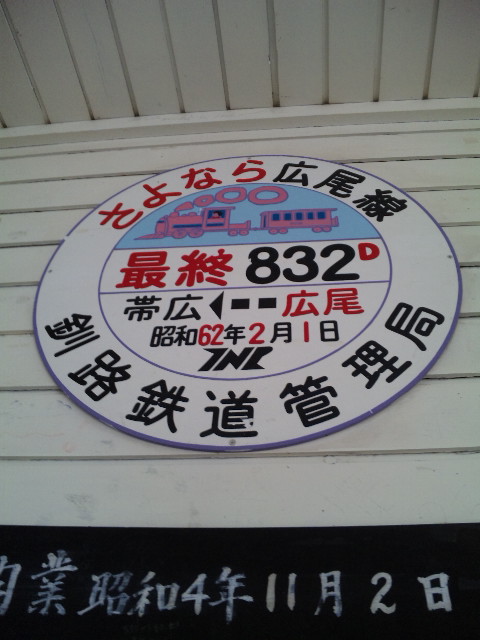 さよなら広尾線
最終 832D
帯広 ◀■■ 広尾
昭和62年2月1日
JNR
釧路鉄道管理局
業 昭和4年11月2日